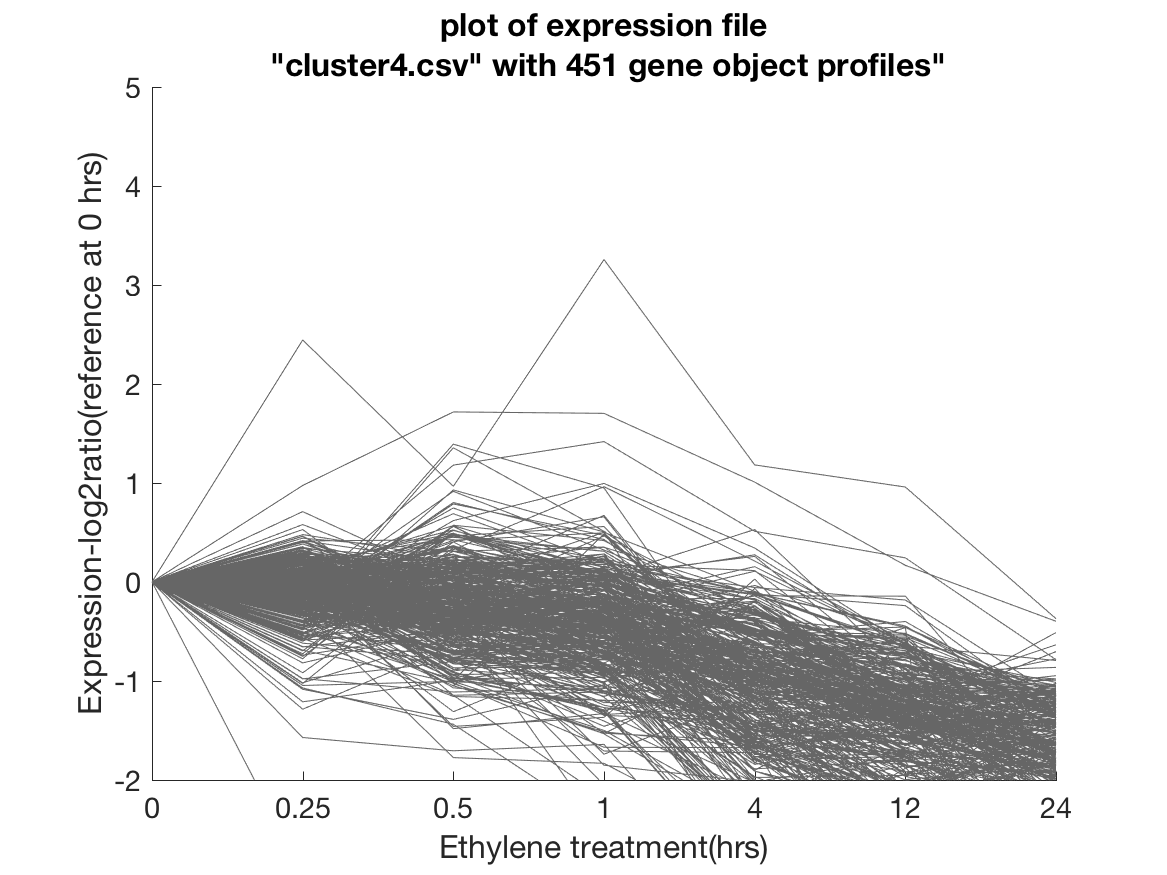 plot of expression file
"cluster4.csv" with 451 gene object profiles"
Expression-log2ratio(reference at 0 hrs)
5
4
3
2
1
0
-1
-2
0 0.25 0.5 1 4 12 24
Ethylene treatment(hrs)